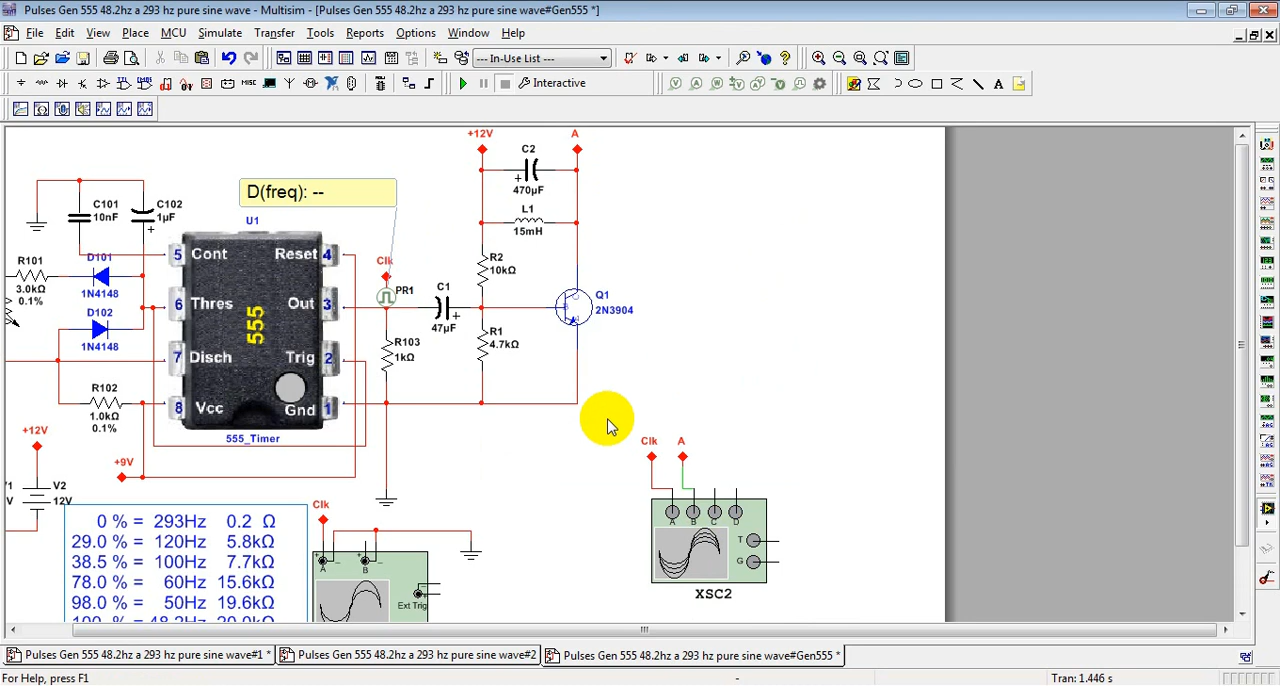 Pulses Gen 555 48.2hz a 293 hz pure sine wave - Multisim - [Pulses Gen 555 48.2hz a 293 hz pure sine wave#Gen555 *]
File Edit View Place MCU Simulate Transfer Tools Reports Options Window Help
--- In-Use List ---
MISC
Interactive
+12V
A
C2
470µF
D(freq): --
C101
10nF
C102
1µF
U1
L1
15mH
R101
3.0kΩ
0.1%
D101
1N4148
5 Cont
Reset 4
Clk
PR1
R2
10kΩ
D102
1N4148
6 Thres
555
Out 3
C1
47µF
Q1
2N3904
R103
1kΩ
R1
4.7kΩ
7 Disch
Trig 2
R102
1.0kΩ
0.1%
8 Vcc
Gnd 1
555_Timer
+12V
+9V
V1
V
V2
12V
Clk
A
Clk
0 % = 293Hz 0.2 Ω
29.0 % = 120Hz 5.8kΩ
38.5 % = 100Hz 7.7kΩ
78.0 % = 60Hz 15.6kΩ
98.0 % = 50Hz 19.6kΩ
100 % = 48.2Hz 20.0kΩ
A
B
Ext Trig
A B C D
T
G
XSC2
Pulses Gen 555 48.2hz a 293 hz pure sine wave#1 *
Pulses Gen 555 48.2hz a 293 hz pure sine wave#2
Pulses Gen 555 48.2hz a 293 hz pure sine wave#Gen555 *
For Help, press F1
-
Tran: 1.446 s